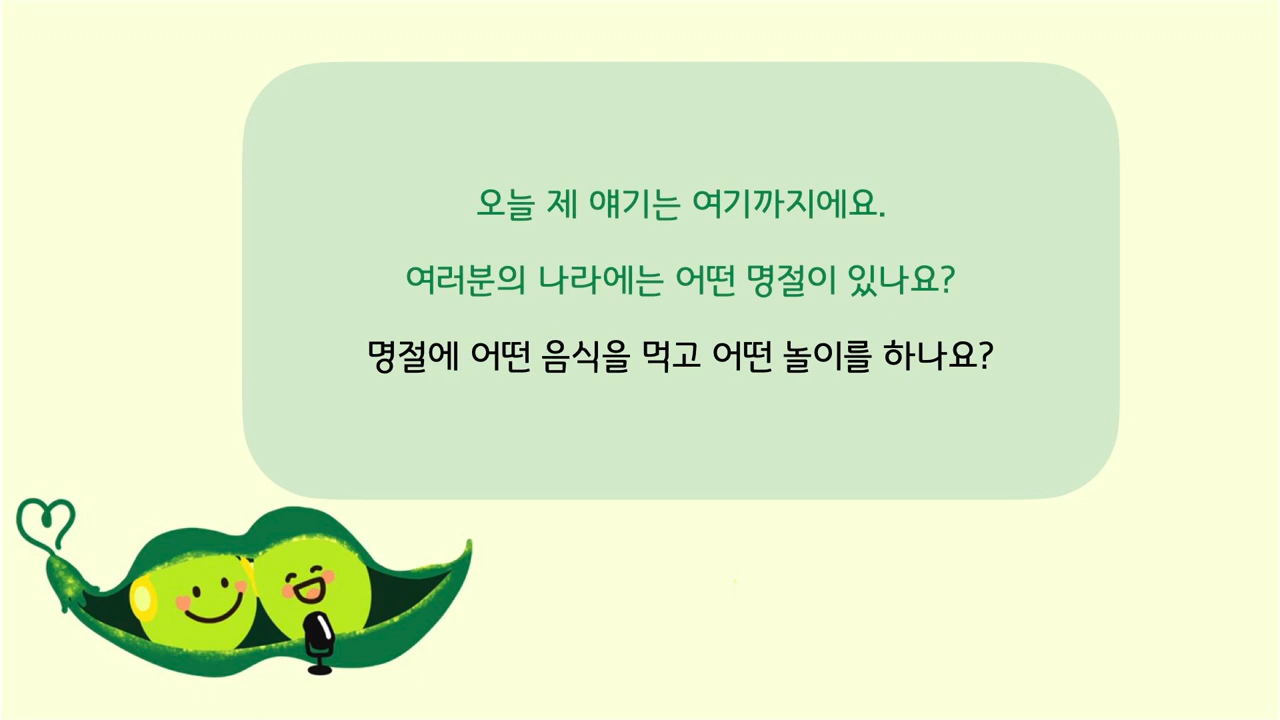 오늘 제 얘기는 여기까지에요.
여러분의 나라에는 어떤 명절이 있나요?
명절에 어떤 음식을 먹고 어떤 놀이를 하나요?